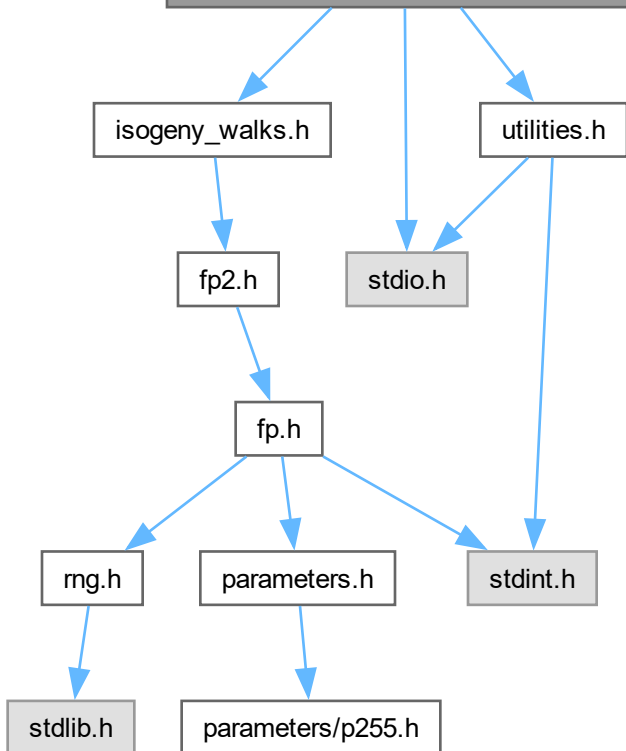 isogeny_walks.h
utilities.h
fp2.h
stdio.h
fp.h
rng.h
parameters.h
stdint.h
stdlib.h
parameters/p255.h